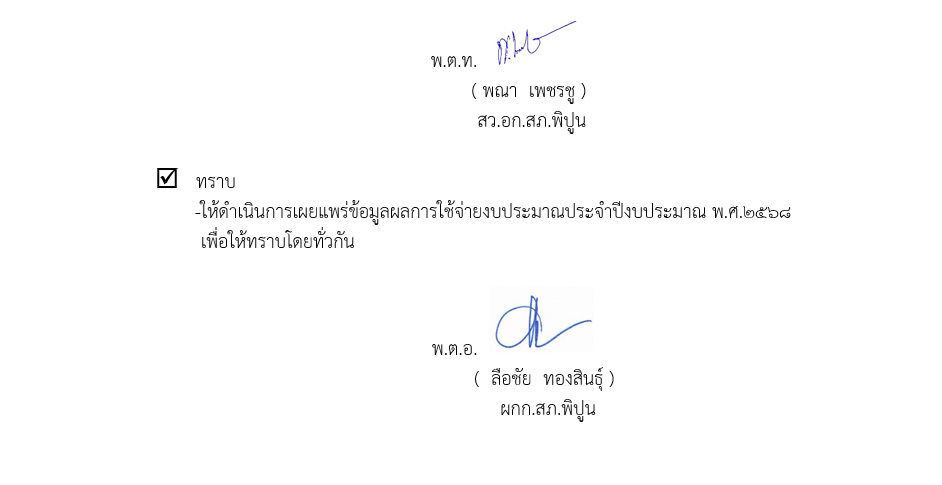 พ.ต.ท.
( พณา เพชรชู )
สว.อก.สภ.พิปูน
☑ ทราบ
-ให้ดำเนินการเผยแพร่ข้อมูลผลการใช้จ่ายงบประมาณประจำปีงบประมาณ พ.ศ.๒๕๖๘
เพื่อให้ทราบโดยทั่วกัน
พ.ต.อ.
( ลือชัย ทองสินธุ์ )
ผกก.สภ.พิปูน